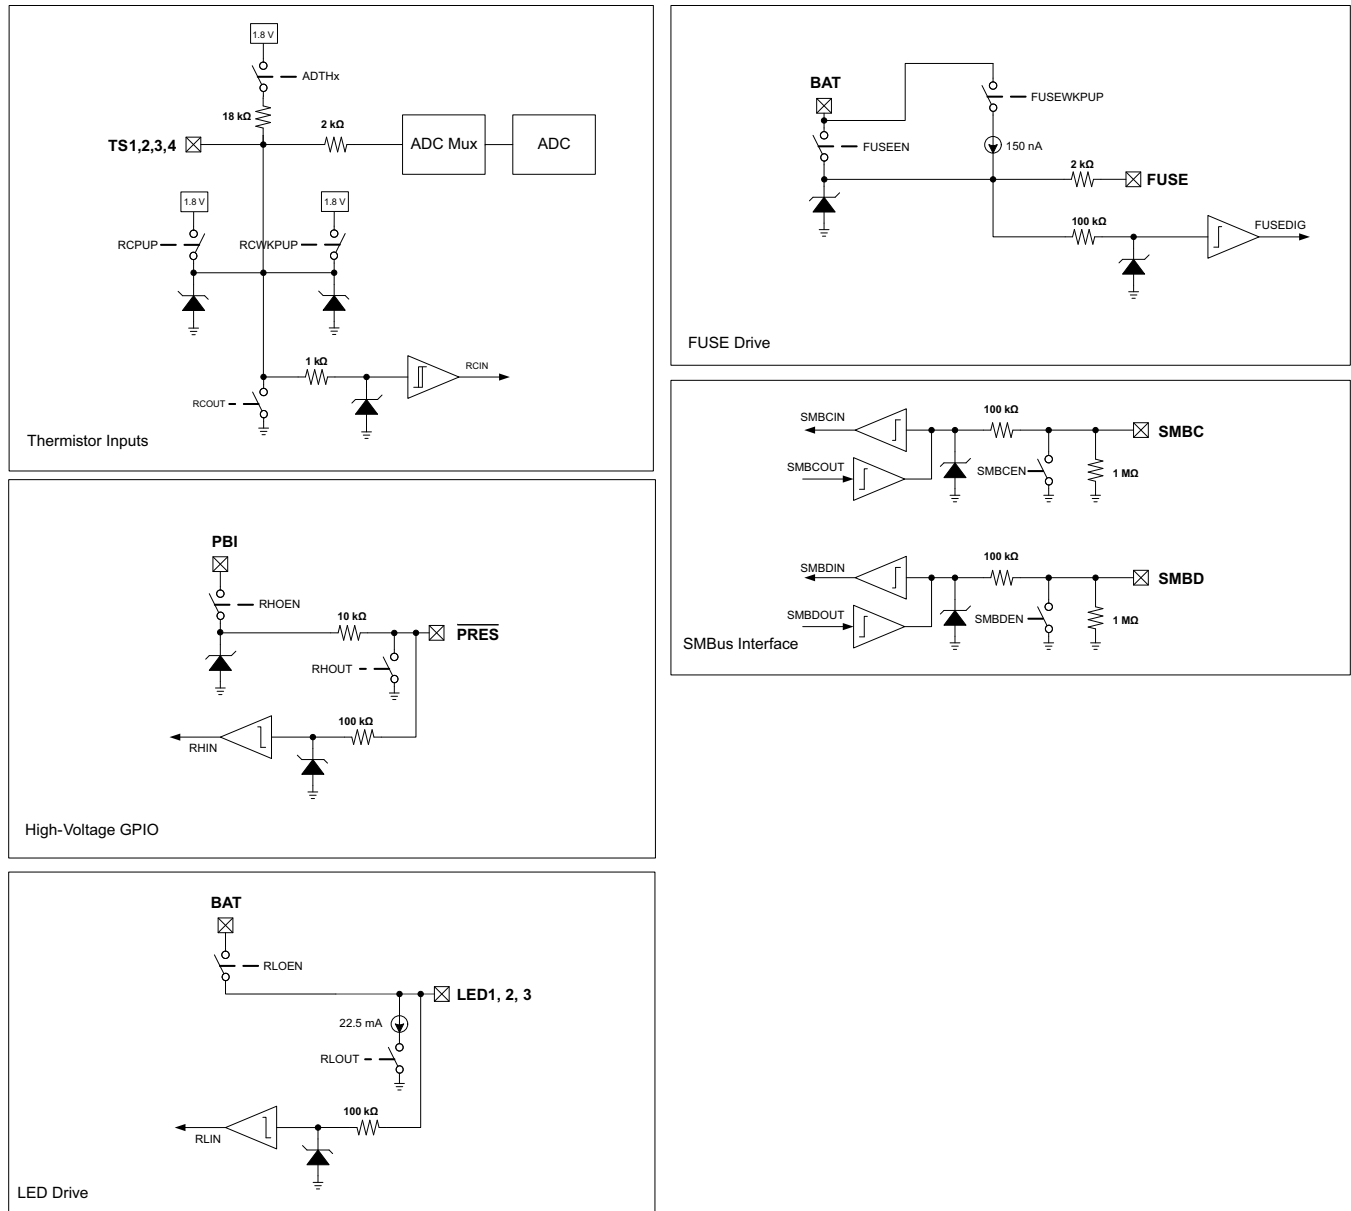 1.8 V
ADTHx
18 kΩ
2 kΩ
TS1,2,3,4
ADC Mux
ADC
1.8 V
1.8 V
RCPUP
RCWKPUP
1 kΩ
RCIN
RCOUT
Thermistor Inputs
BAT
FUSEWKPUP
FUSEEN
150 nA
2 kΩ
FUSE
100 kΩ
FUSEDIG
FUSE Drive
SMBCIN
100 kΩ
SMBC
SMBCOUT
SMBCEN
1 MΩ
SMBDIN
100 kΩ
SMBD
SMBDOUT
SMBDEN
1 MΩ
SMBus Interface
PBI
RHOEN
10 kΩ
PRES
RHOUT
100 kΩ
RHIN
High-Voltage GPIO
BAT
RLOEN
LED1, 2, 3
22.5 mA
RLOUT
100 kΩ
RLIN
LED Drive